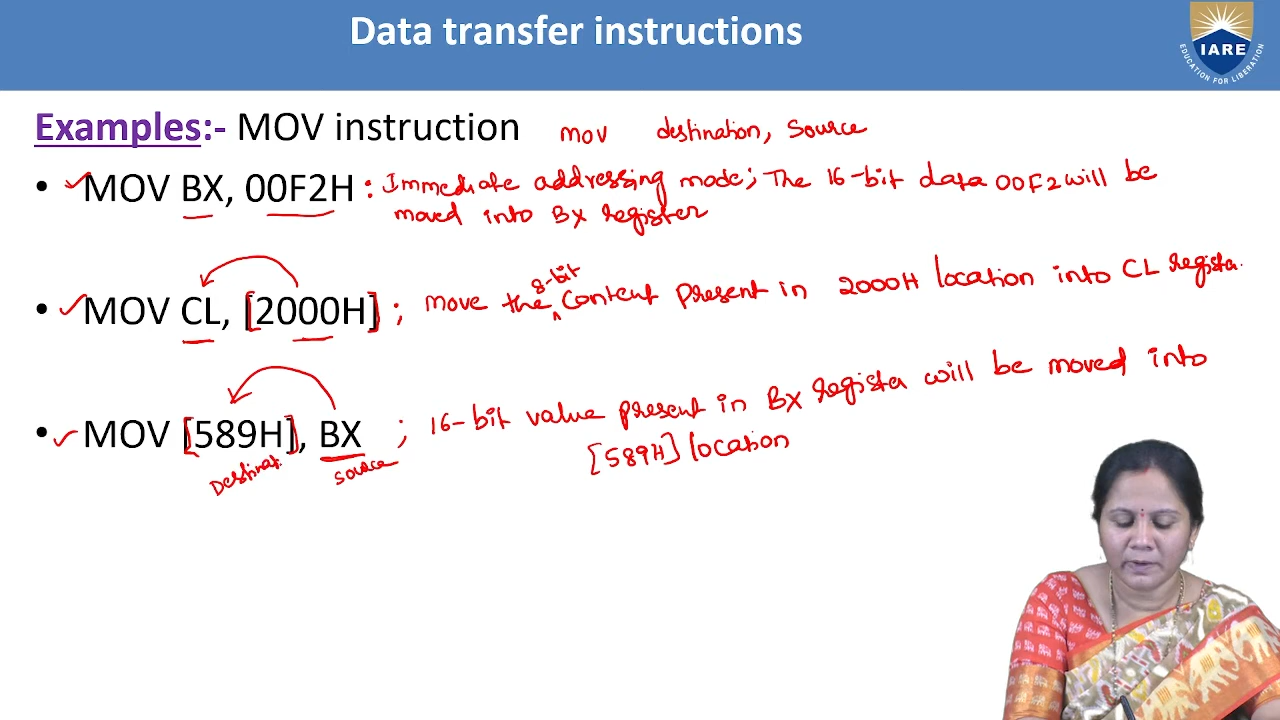 Data transfer instructions
IARE
EDUCATION FOR LIBERATION
Examples:- MOV instruction mov destination, source
• MOV BX, 00F2H : Immediate addressing mode; The 16-bit data 00F2 will be
moved into BX register
8-bit
• MOV CL, [2000H] ; move the content present in 2000H location into CL register.
• MOV [589H], BX ; 16-bit value present in BX register will be moved into
[589H] location
Destinat. source